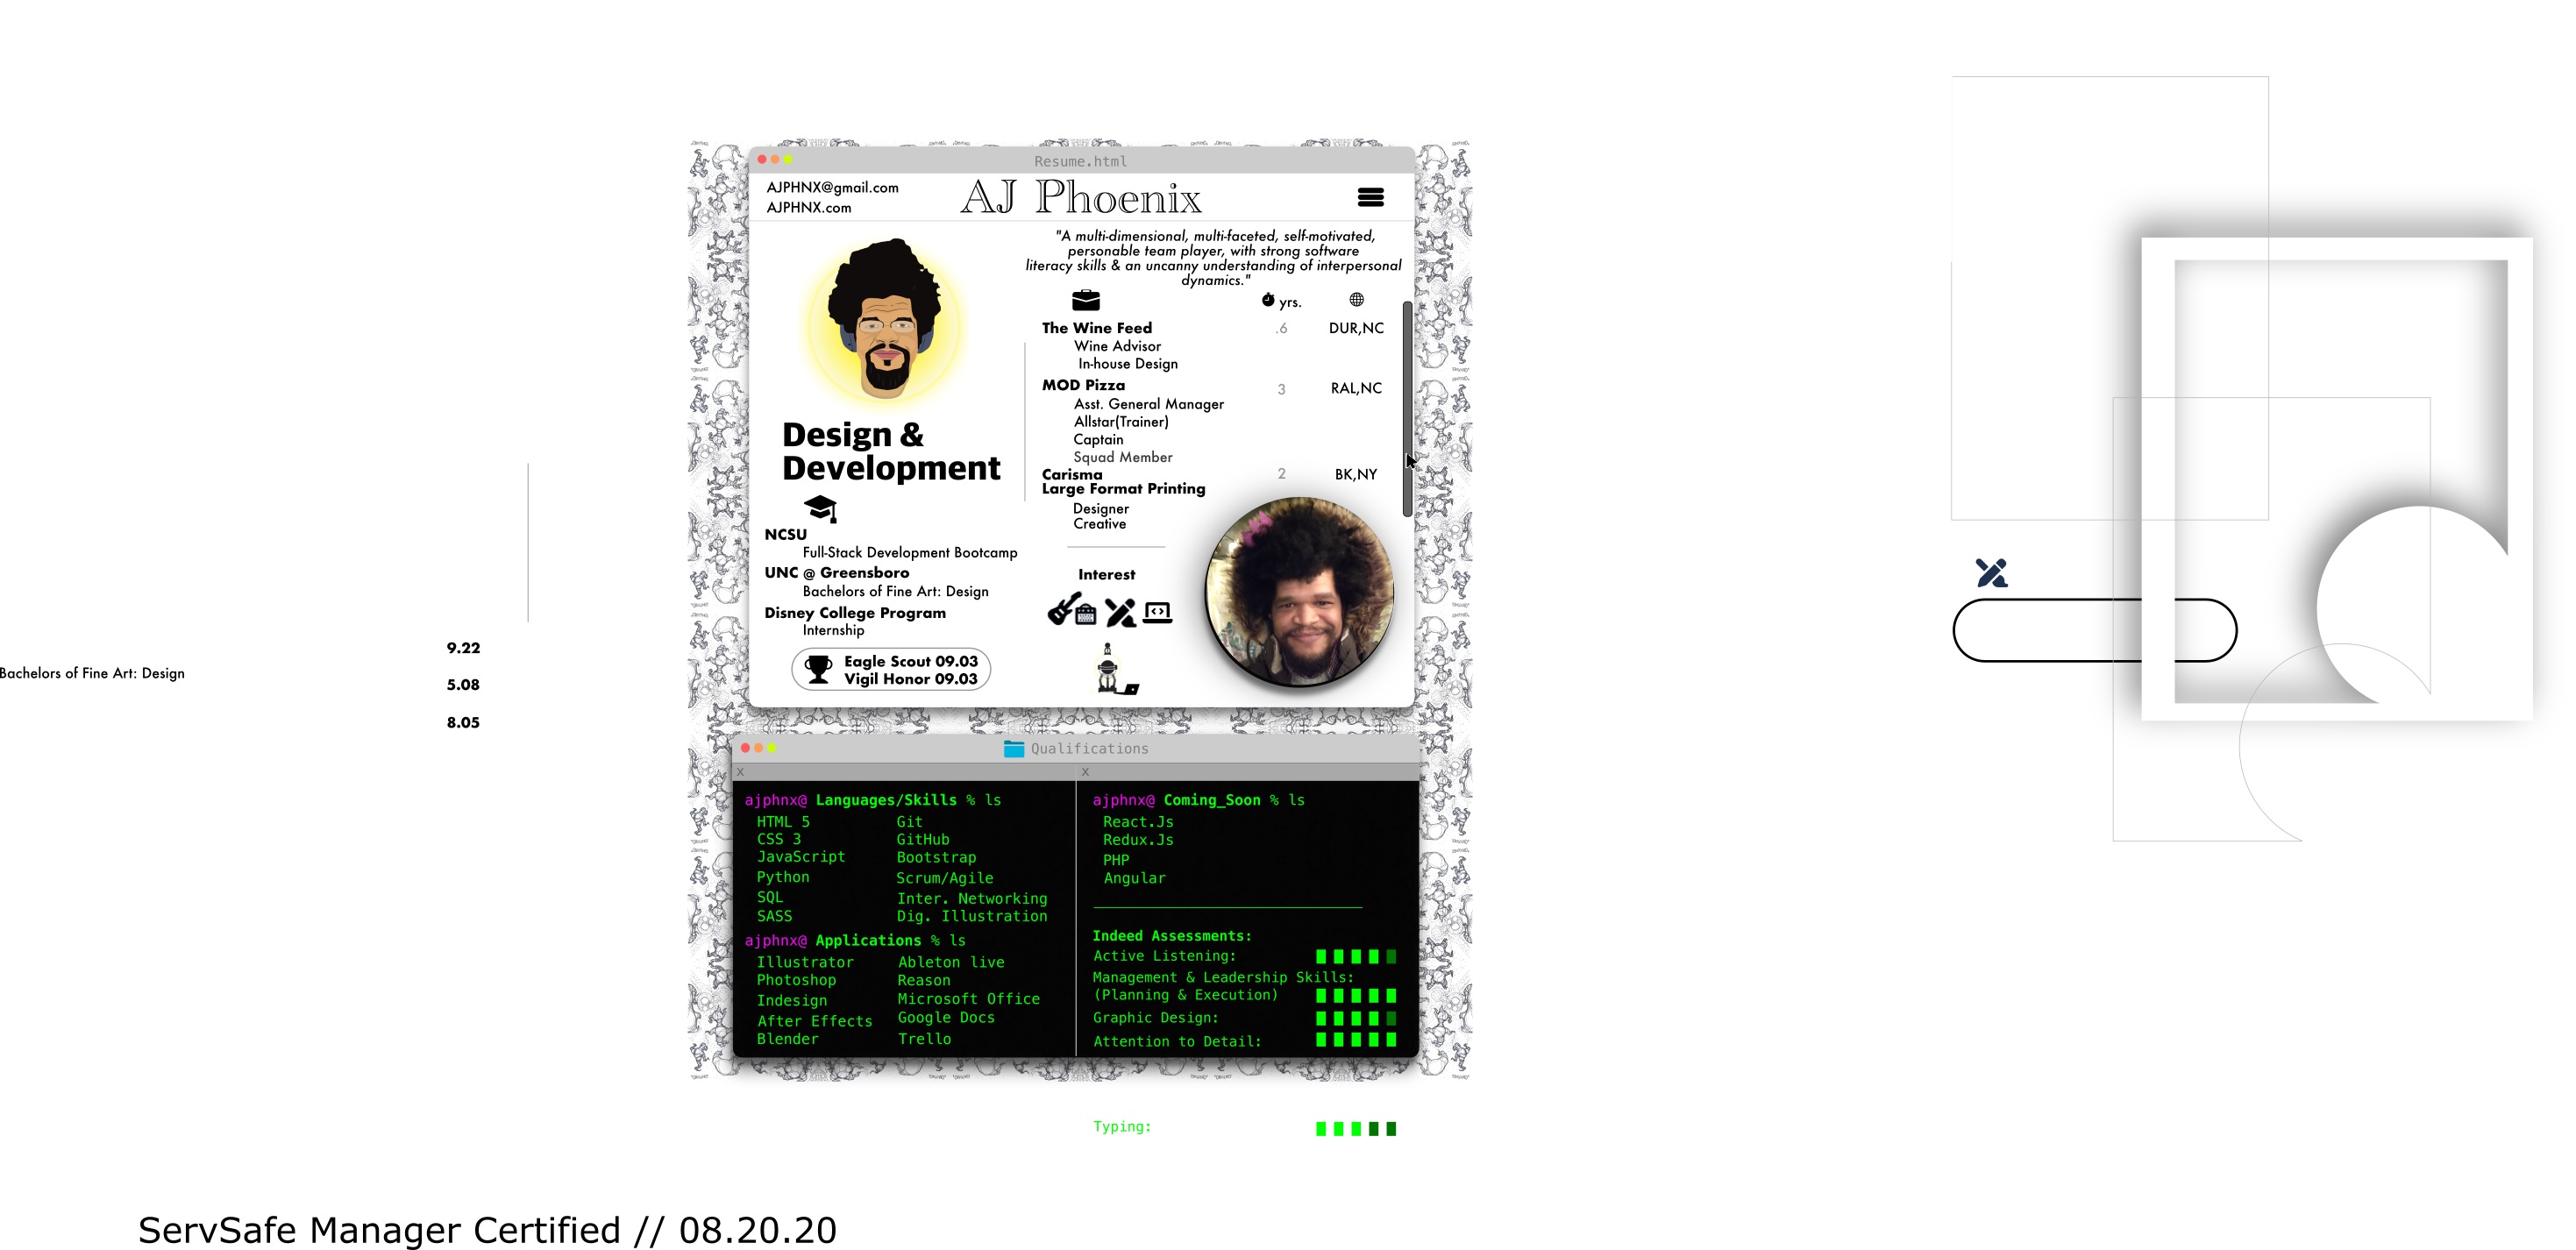 Resume.html
AJPHNX@gmail.com
AJPHNX.com
AJ Phoenix
"A multi-dimensional, multi-faceted, self-motivated,
personable team player, with strong software
literacy skills & an uncanny understanding of interpersonal
dynamics."
yrs.
The Wine Feed .6 DUR,NC
Wine Advisor
In-house Design
MOD Pizza 3 RAL,NC
Asst. General Manager
Allstar(Trainer)
Captain
Squad Member
Carisma 2 BK,NY
Large Format Printing
Designer
Creative
Design &
Development
NCSU
Full-Stack Development Bootcamp
UNC @ Greensboro
Bachelors of Fine Art: Design
Disney College Program
Internship
Eagle Scout 09.03
Vigil Honor 09.03
Interest
9.22
Bachelors of Fine Art: Design
5.08
8.05
Qualifications
x
x
ajphnx@ Languages/Skills % ls
HTML 5 Git
CSS 3 GitHub
JavaScript Bootstrap
Python Scrum/Agile
SQL Inter. Networking
SASS Dig. Illustration
ajphnx@ Applications % ls
Illustrator Ableton live
Photoshop Reason
Indesign Microsoft Office
After Effects Google Docs
Blender Trello
ajphnx@ Coming_Soon % ls
React.Js
Redux.Js
PHP
Angular
Indeed Assessments:
Active Listening:
Management & Leadership Skills:
(Planning & Execution)
Graphic Design:
Attention to Detail:
Typing:
ServSafe Manager Certified // 08.20.20